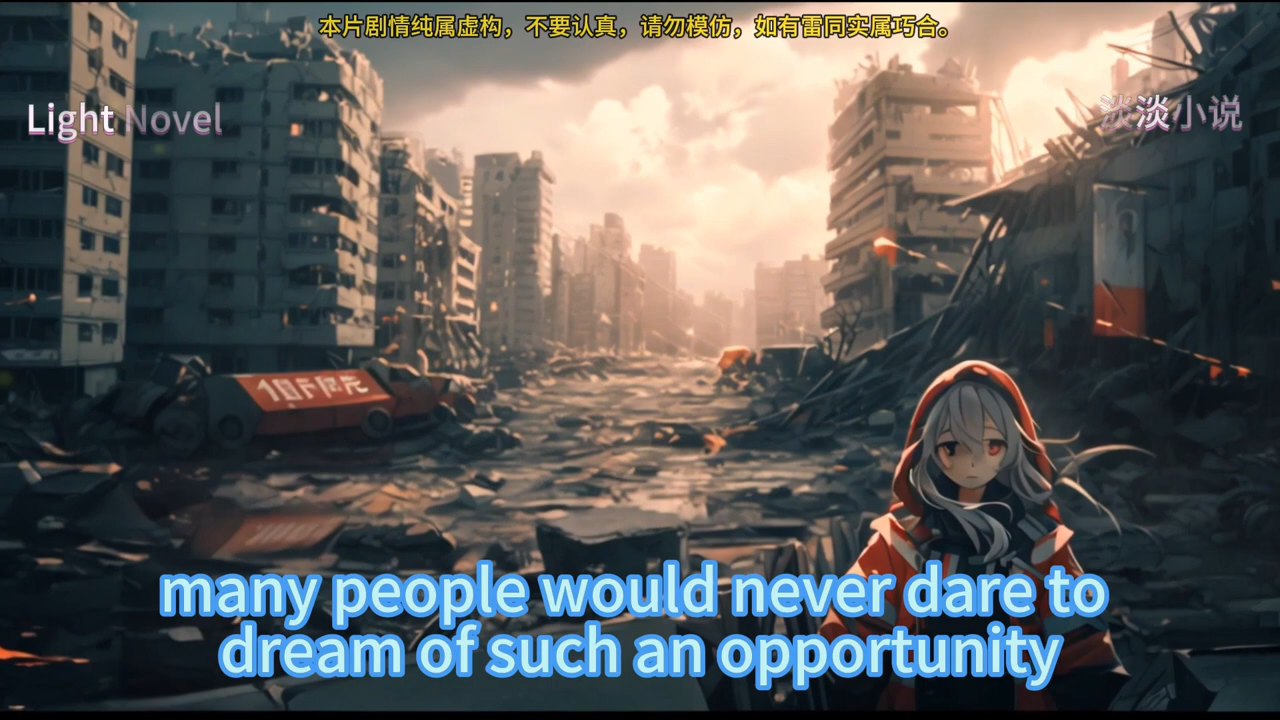 本片剧情纯属虚构，不要认真，请勿模仿，如有雷同实属巧合。
Light Novel
淡淡小说
many people would never dare to
dream of such an opportunity